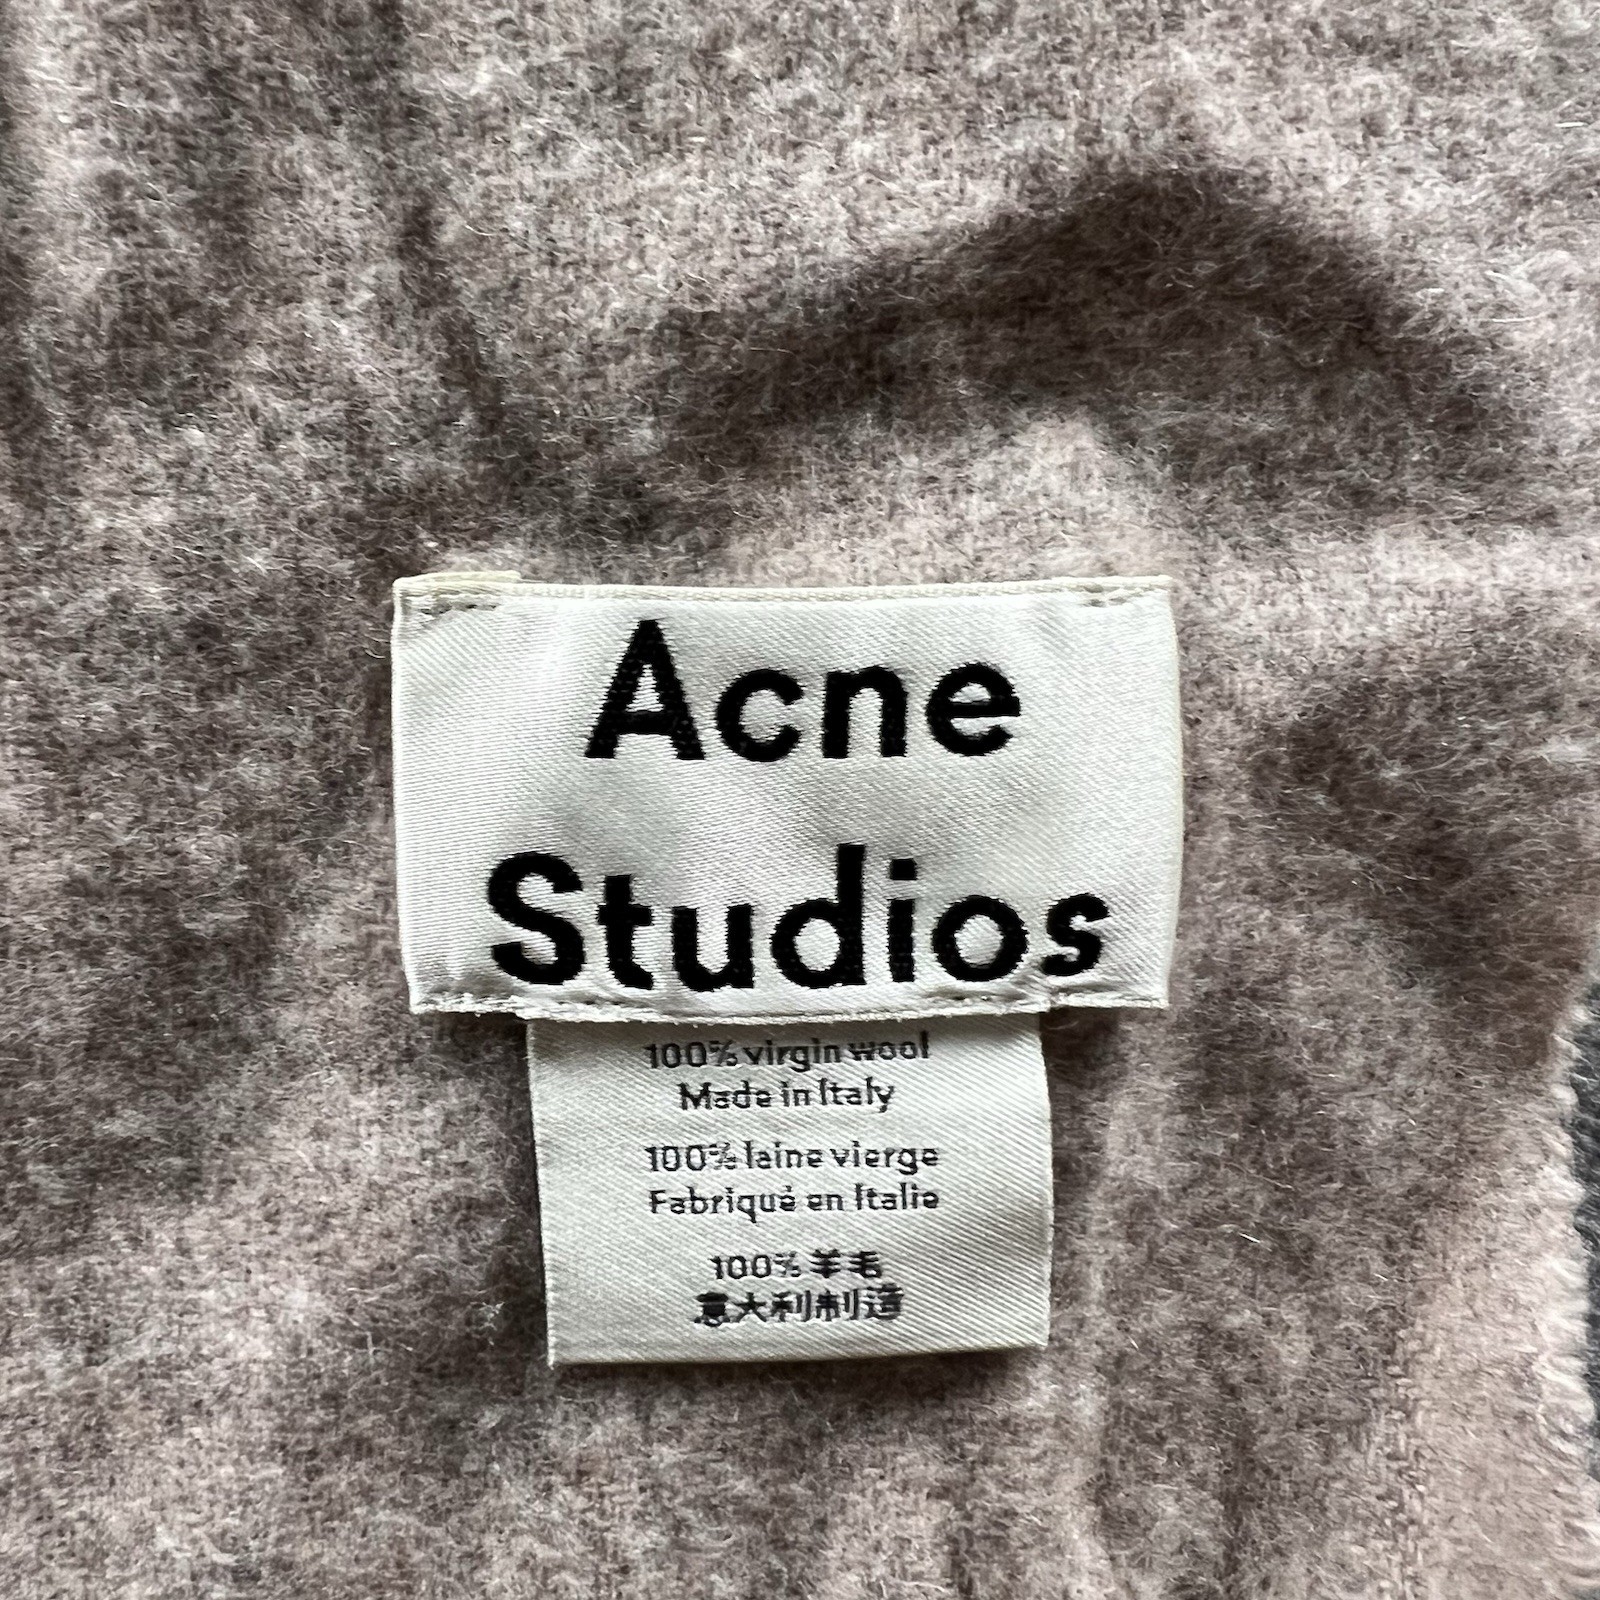 Acne
Studios
100% virgin wool
Made in Italy
100% laine vierge
Fabriqué en Italie
100% 羊毛
意大利制造